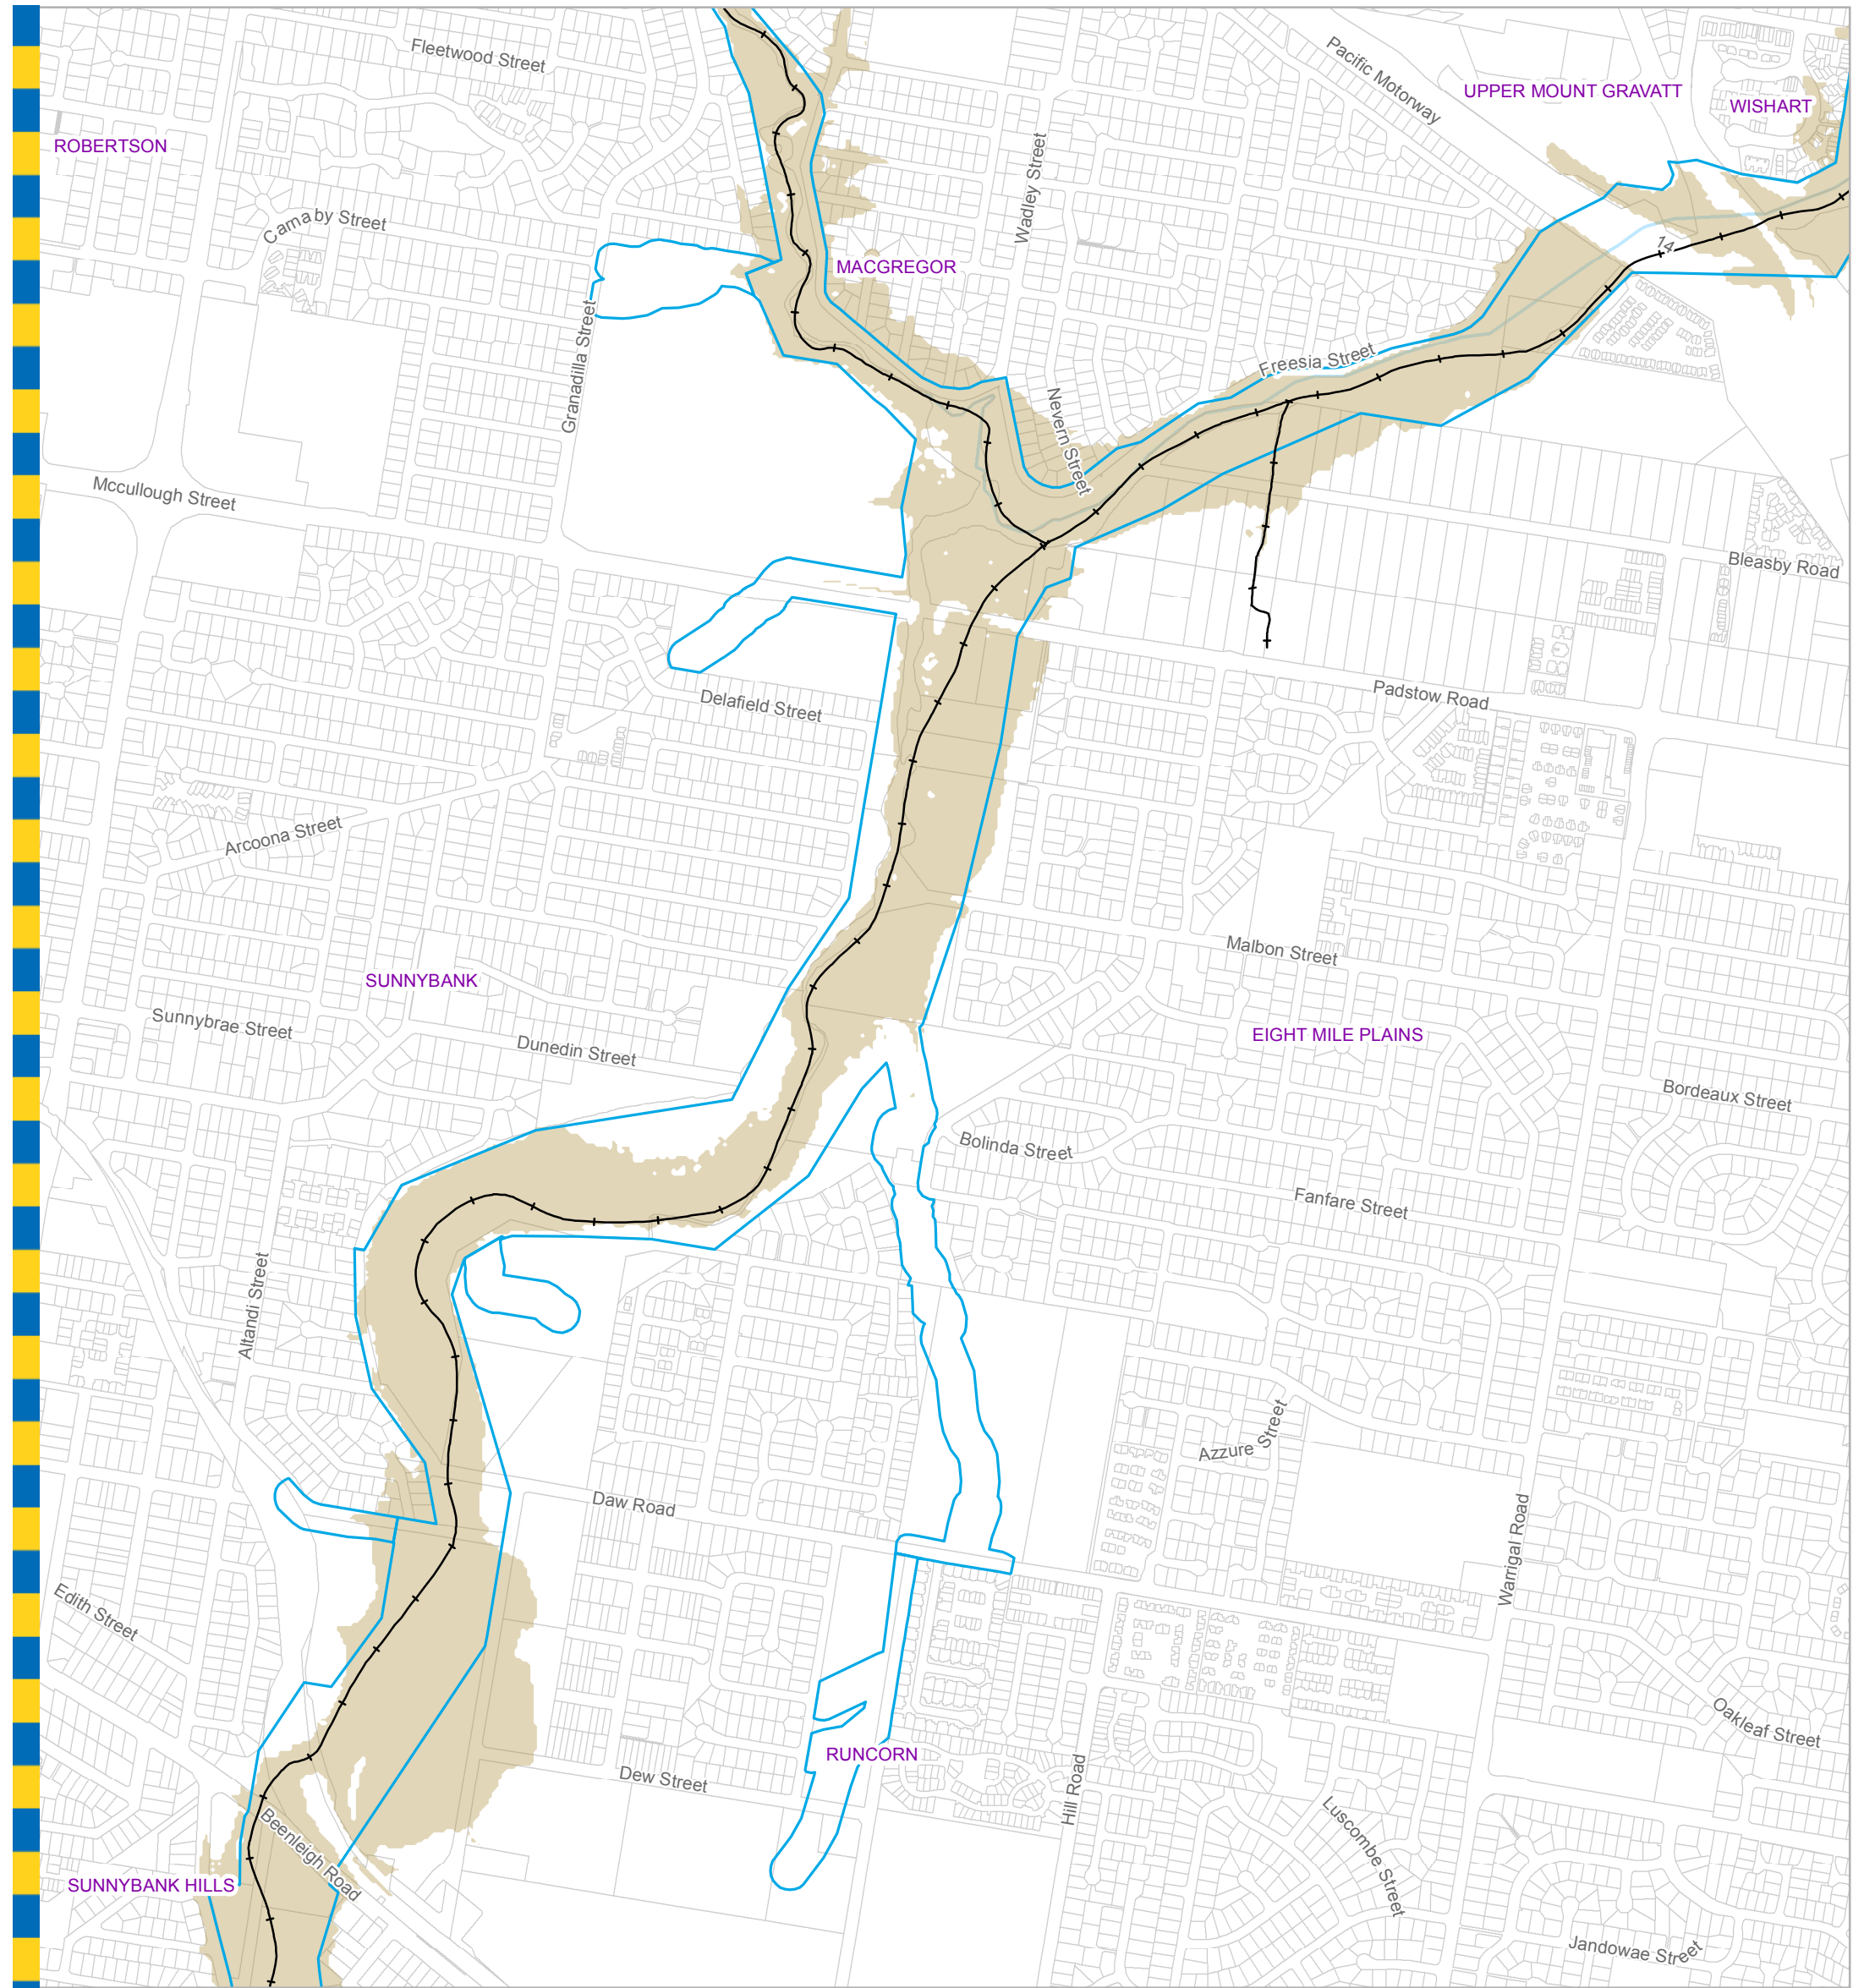 Fleetwood Street
Pacific Motorway
UPPER MOUNT GRAVATT
WISHART
ROBERTSON
Wadley Street
Carnaby Street
14
MACGREGOR
Granadilla Street
Freesia Street
Nevern Street
Mccullough Street
Bleasby Road
Padstow Road
Delafield Street
Arcoona Street
Malbon Street
SUNNYBANK
Sunnybrae Street
EIGHT MILE PLAINS
Dunedin Street
Bordeaux Street
Bolinda Street
Fanfare Street
Altandi Street
Azzure Street
Daw Road
Warrigal Road
Edith Street
Oakleaf Street
RUNCORN
Dew Street
Hill Road
Luscombe Street
Beenleigh Road
SUNNYBANK HILLS
Jandowae Street